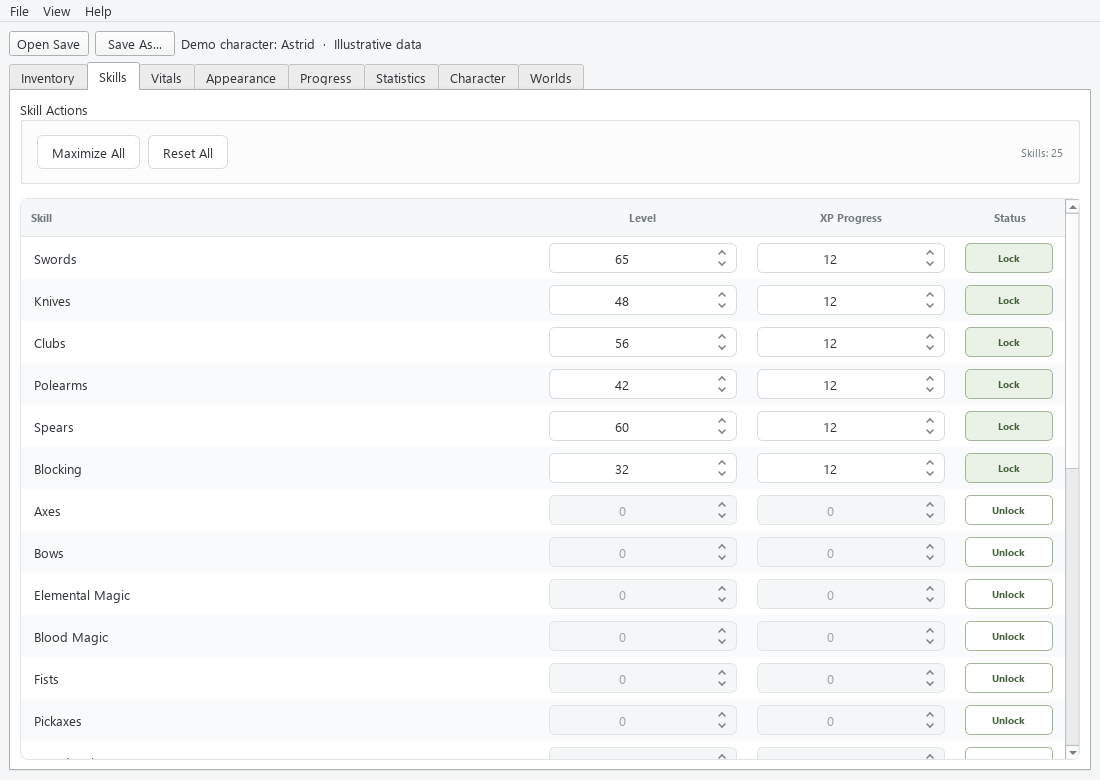 File View Help
Open Save Save As... Demo character: Astrid · Illustrative data
Inventory Skills Vitals Appearance Progress Statistics Character Worlds
Skill Actions
Maximize All Reset All Skills: 25
Skill Level XP Progress Status
Swords 65 12 Lock
Knives 48 12 Lock
Clubs 56 12 Lock
Polearms 42 12 Lock
Spears 60 12 Lock
Blocking 32 12 Lock
Axes 0 0 Unlock
Bows 0 0 Unlock
Elemental Magic 0 0 Unlock
Blood Magic 0 0 Unlock
Fists 0 0 Unlock
Pickaxes 0 0 Unlock